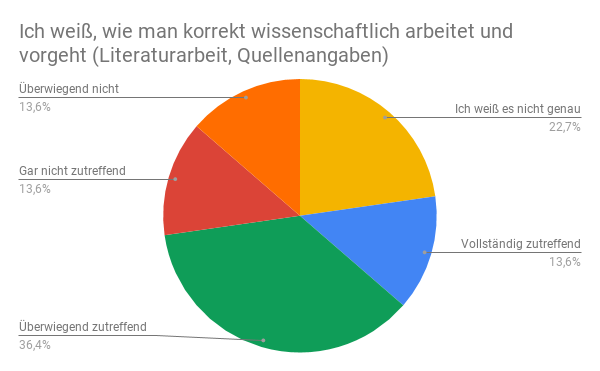 Ich weiß, wie man korrekt wissenschaftlich arbeitet und
vorgeht (Literaturarbeit, Quellenangaben)
Überwiegend nicht
13,6%
Ich weiß es nicht genau
22,7%
Gar nicht zutreffend
13,6%
Vollständig zutreffend
13,6%
Überwiegend zutreffend
36,4%